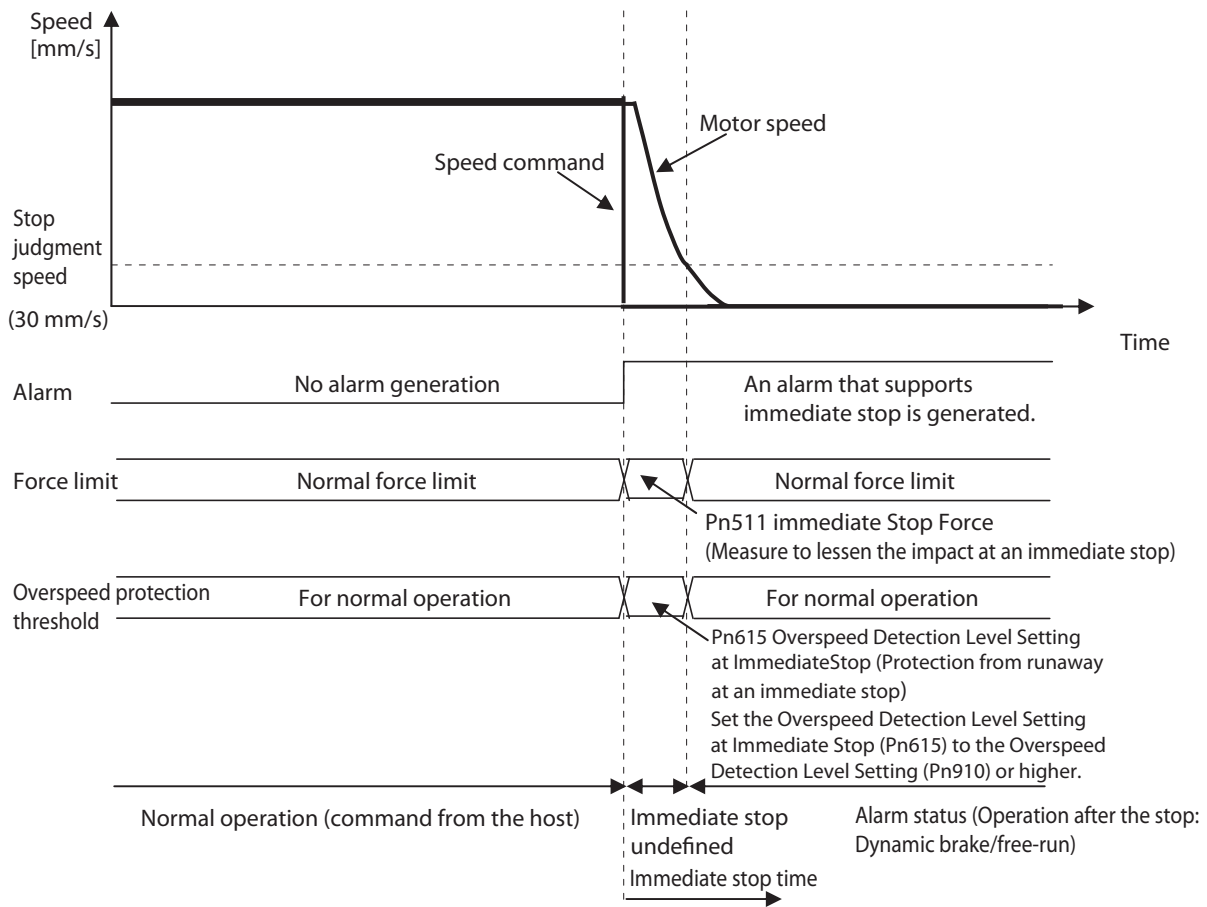 Speed
[mm/s]
Motor speed
Speed command
Stop
judgment
speed
(30 mm/s)
Time
Alarm
No alarm generation
An alarm that supports
immediate stop is generated.
Force limit
Normal force limit
Normal force limit
Pn511 immediate Stop Force
(Measure to lessen the impact at an immediate stop)
Overspeed protection
threshold
For normal operation
For normal operation
Pn615 Overspeed Detection Level Setting
at ImmediateStop (Protection from runaway
at an immediate stop)
Set the Overspeed Detection Level Setting
at Immediate Stop (Pn615) to the Overspeed
Detection Level Setting (Pn910) or higher.
Normal operation (command from the host)
Immediate stop
undefined
Immediate stop time
Alarm status (Operation after the stop:
Dynamic brake/free-run)